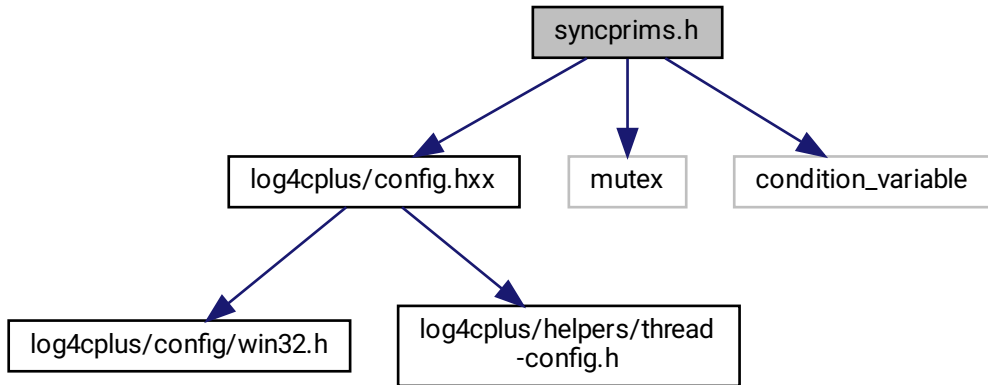 syncprims.h
log4cplus/config.hxx
mutex
condition_variable
log4cplus/config/win32.h
log4cplus/helpers/thread
-config.h